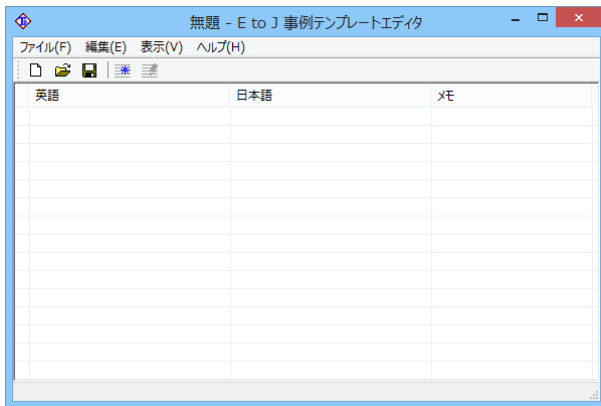 無題 - E to J 事例テンプレートエディタ
ファイル(F) 編集(E) 表示(V) ヘルプ(H)
英語 日本語 メモ